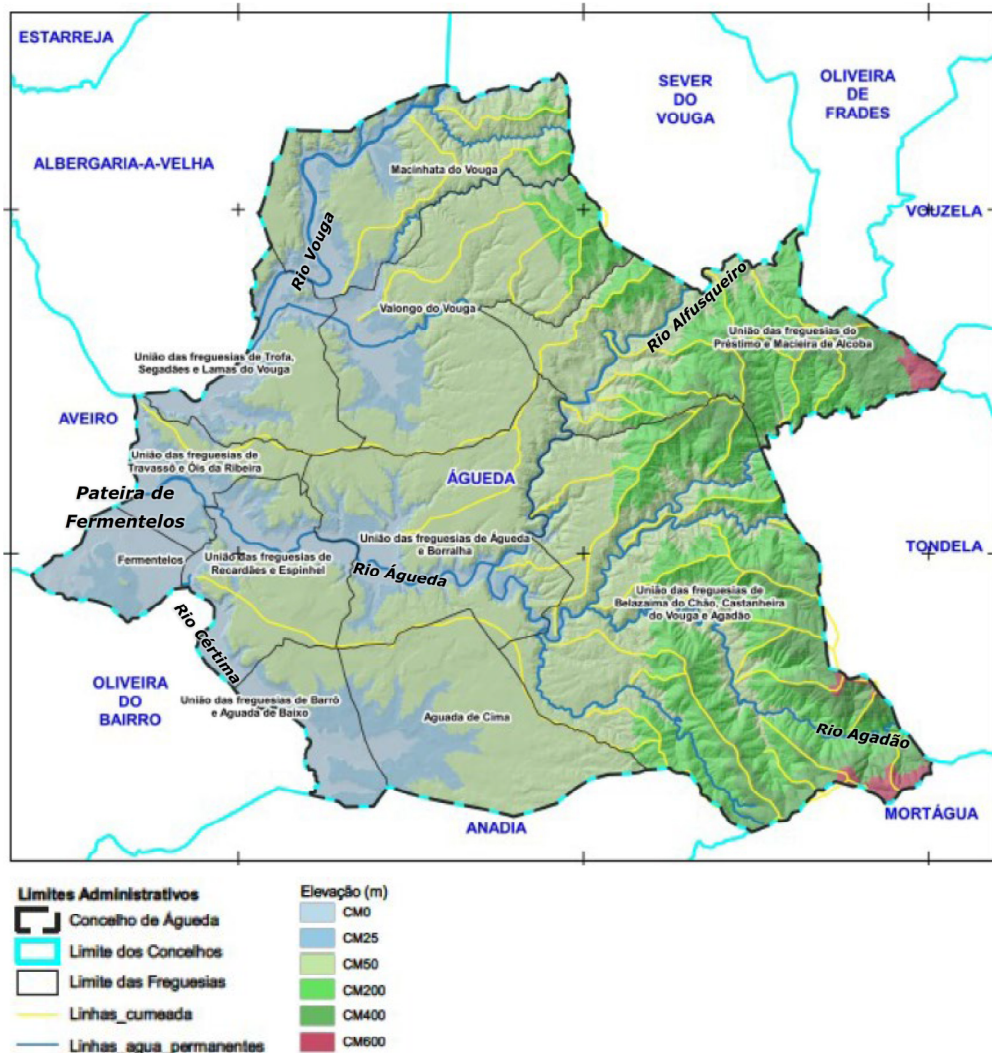 ESTARREJA
SEVER
DO
VOUGA
OLIVEIRA
DE
FRADES
ALBERGARIA-A-VELHA
Macinhata do Vouga
VOUZELA
Rio Vouga
Rio Alfusqueiro
Valongo do Vouga
União das freguesias do
Préstimo e Macieira de Alcoba
União das freguesias de Trofa,
Segadães e Lamas do Vouga
AVEIRO
União das freguesias de
Travassô e Óis da Ribeira
ÁGUEDA
Pateira de
Fermentelos
União das freguesias de Águeda
e Borralha
TONDELA
Fermentelos
União das freguesias de
Recardães e Espinhel
Rio Águeda
União das freguesias de
Belazaima do Chão, Castanheira
do Vouga e Agadão
Rio Cértima
OLIVEIRA
DO
BAIRRO
União das freguesias de Barrô
e Aguada de Baixo
Aguada de Cima
Rio Agadão
ANADIA
MORTÁGUA
Limites Administrativos
Concelho de Águeda
Limite dos Concelhos
Limite das Freguesias
Linhas_cumeada
Linhas_agua_permanentes
Elevação (m)
CM0
CM25
CM50
CM200
CM400
CM600